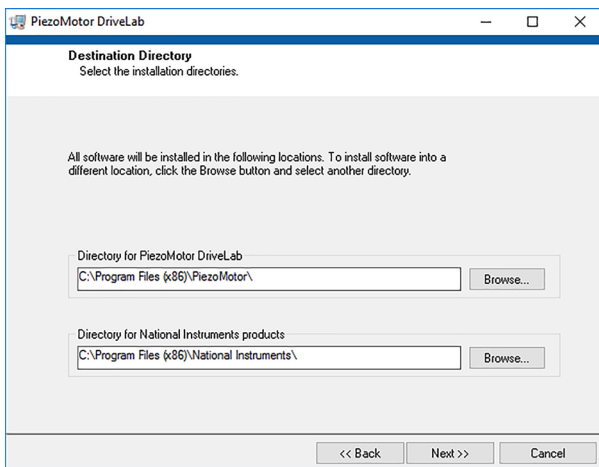 PiezoMotor DriveLab
Destination Directory
Select the installation directories.
All software will be installed in the following locations. To install software into a
different location, click the Browse button and select another directory.
Directory for PiezoMotor DriveLab
C:\Program Files (x86)\PiezoMotor\
Browse...
Directory for National Instruments products
C:\Program Files (x86)\National Instruments\
Browse...
<< Back
Next >>
Cancel